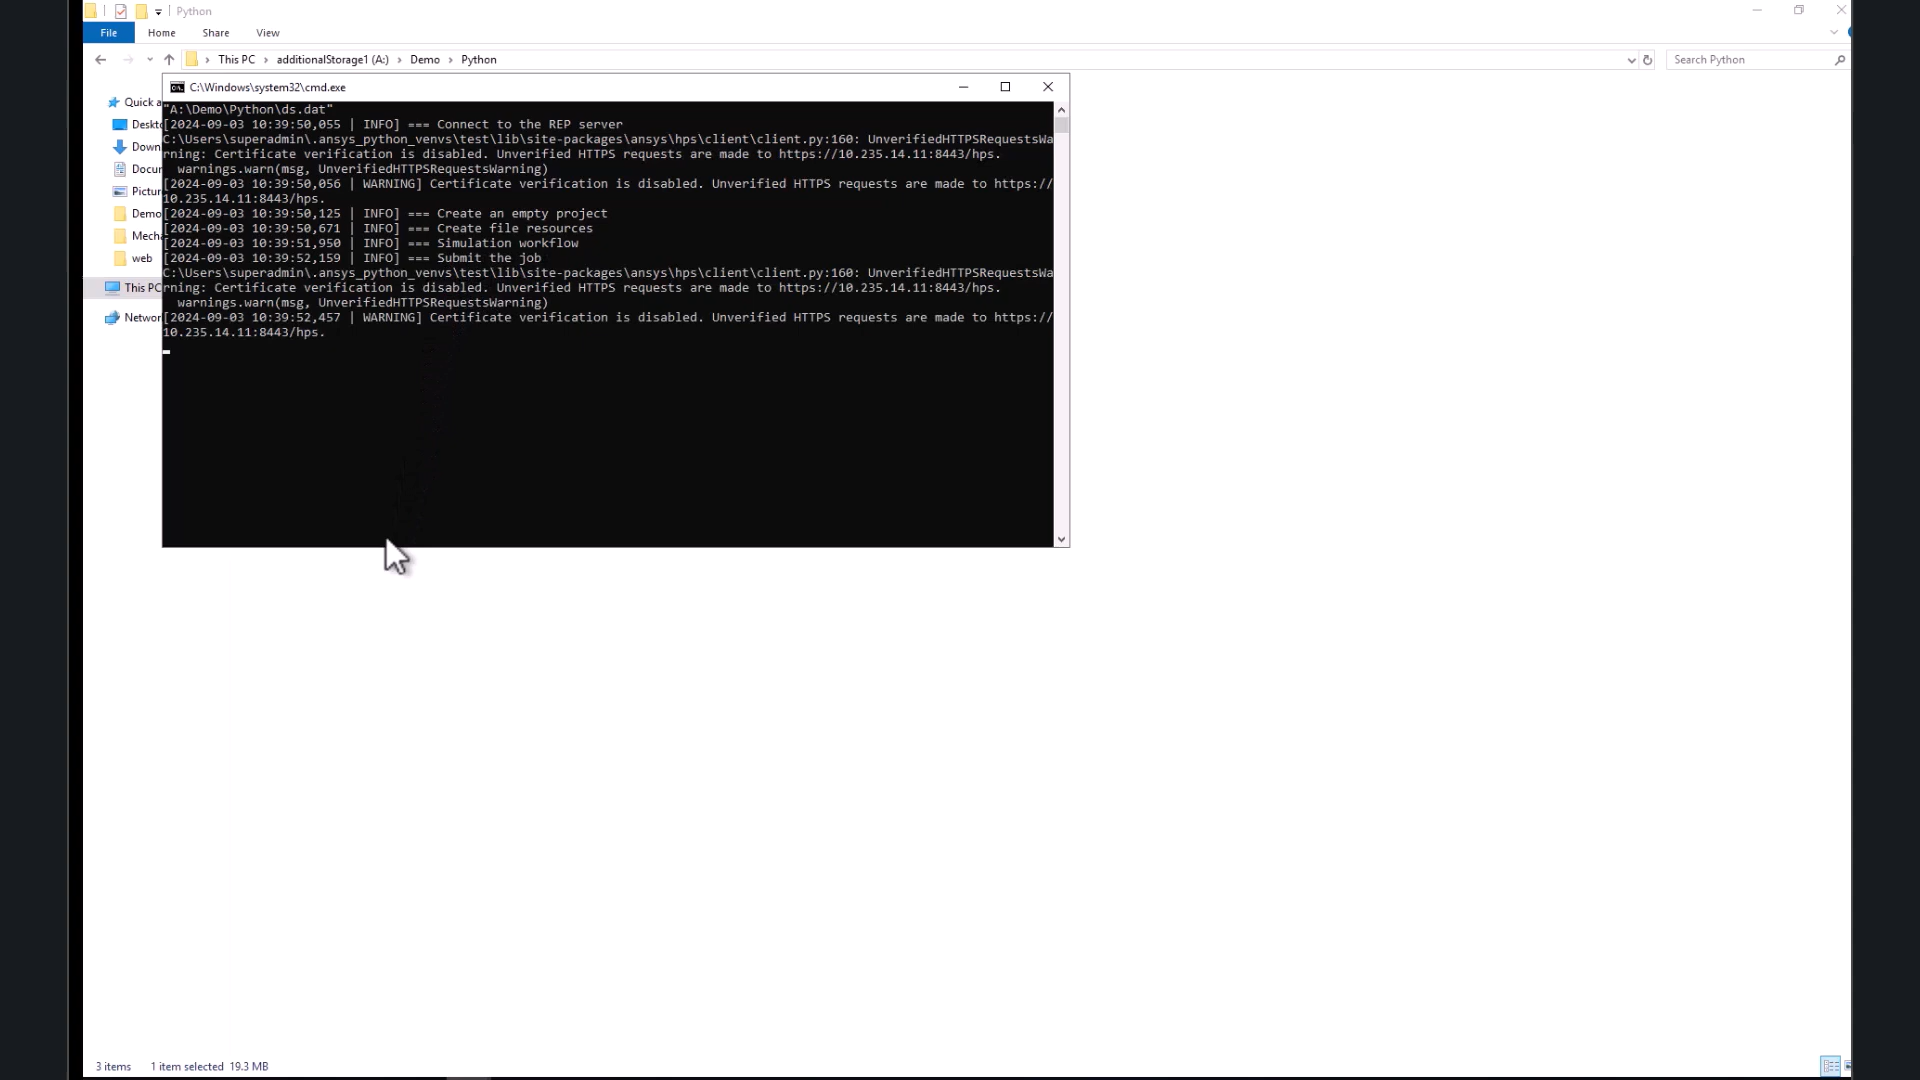 Python
File Home Share View
This PC > additionalStorage1 (A:) > Demo > Python
Search Python
C:\Windows\system32\cmd.exe
Quick a
Deskto
Down
Docur
Pictur
Demo
Mecha
web
This PC
Networ
"A:\Demo\Python\ds.dat"
[2024-09-03 10:39:50,055 | INFO] === Connect to the REP server
C:\Users\superadmin\.ansys_python_venvs\test\lib\site-packages\ansys\hps\client\client.py:160: UnverifiedHTTPSRequestsWa
rning: Certificate verification is disabled. Unverified HTTPS requests are made to https://10.235.14.11:8443/hps.
warnings.warn(msg, UnverifiedHTTPSRequestsWarning)
[2024-09-03 10:39:50,056 | WARNING] Certificate verification is disabled. Unverified HTTPS requests are made to https://
10.235.14.11:8443/hps.
[2024-09-03 10:39:50,125 | INFO] === Create an empty project
[2024-09-03 10:39:50,671 | INFO] === Create file resources
[2024-09-03 10:39:51,950 | INFO] === Simulation workflow
[2024-09-03 10:39:52,159 | INFO] === Submit the job
C:\Users\superadmin\.ansys_python_venvs\test\lib\site-packages\ansys\hps\client\client.py:160: UnverifiedHTTPSRequestsWa
rning: Certificate verification is disabled. Unverified HTTPS requests are made to https://10.235.14.11:8443/hps.
warnings.warn(msg, UnverifiedHTTPSRequestsWarning)
[2024-09-03 10:39:52,457 | WARNING] Certificate verification is disabled. Unverified HTTPS requests are made to https://
10.235.14.11:8443/hps.
3 items 1 item selected 19.3 MB